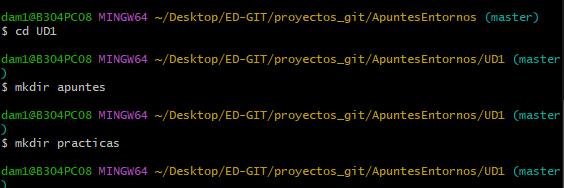 dam1@B304PC08 MINGW64 ~/Desktop/ED-GIT/proyectos_git/ApuntesEntornos (master)
$ cd UD1
dam1@B304PC08 MINGW64 ~/Desktop/ED-GIT/proyectos_git/ApuntesEntornos/UD1 (master
)
$ mkdir apuntes
dam1@B304PC08 MINGW64 ~/Desktop/ED-GIT/proyectos_git/ApuntesEntornos/UD1 (master
)
$ mkdir practicas
dam1@B304PC08 MINGW64 ~/Desktop/ED-GIT/proyectos_git/ApuntesEntornos/UD1 (master
)